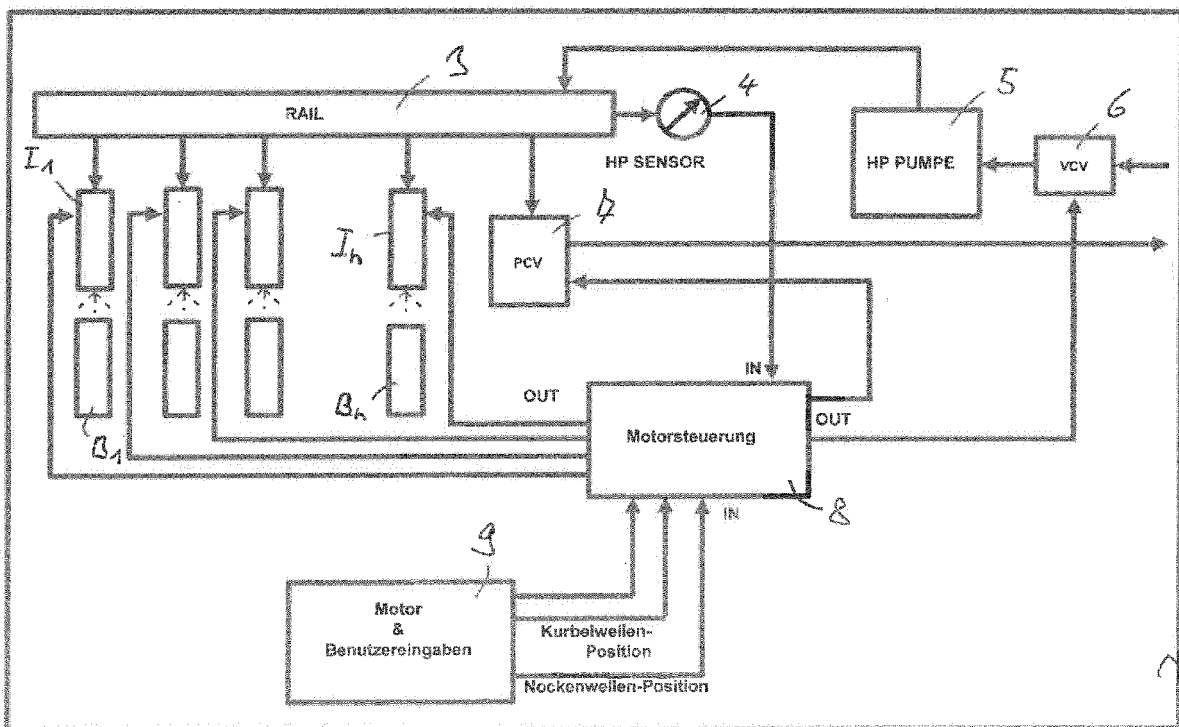 3
4
5
6
RAIL
HP SENSOR
HP PUMPE
VCV
I1
Ih
PCV
IN
OUT
Bh
OUT
B1
Motorsteuerung
8
IN
9
Motor
&
Benutzereingaben
Kurbelwellen-
Position
Nockenwellen-Position